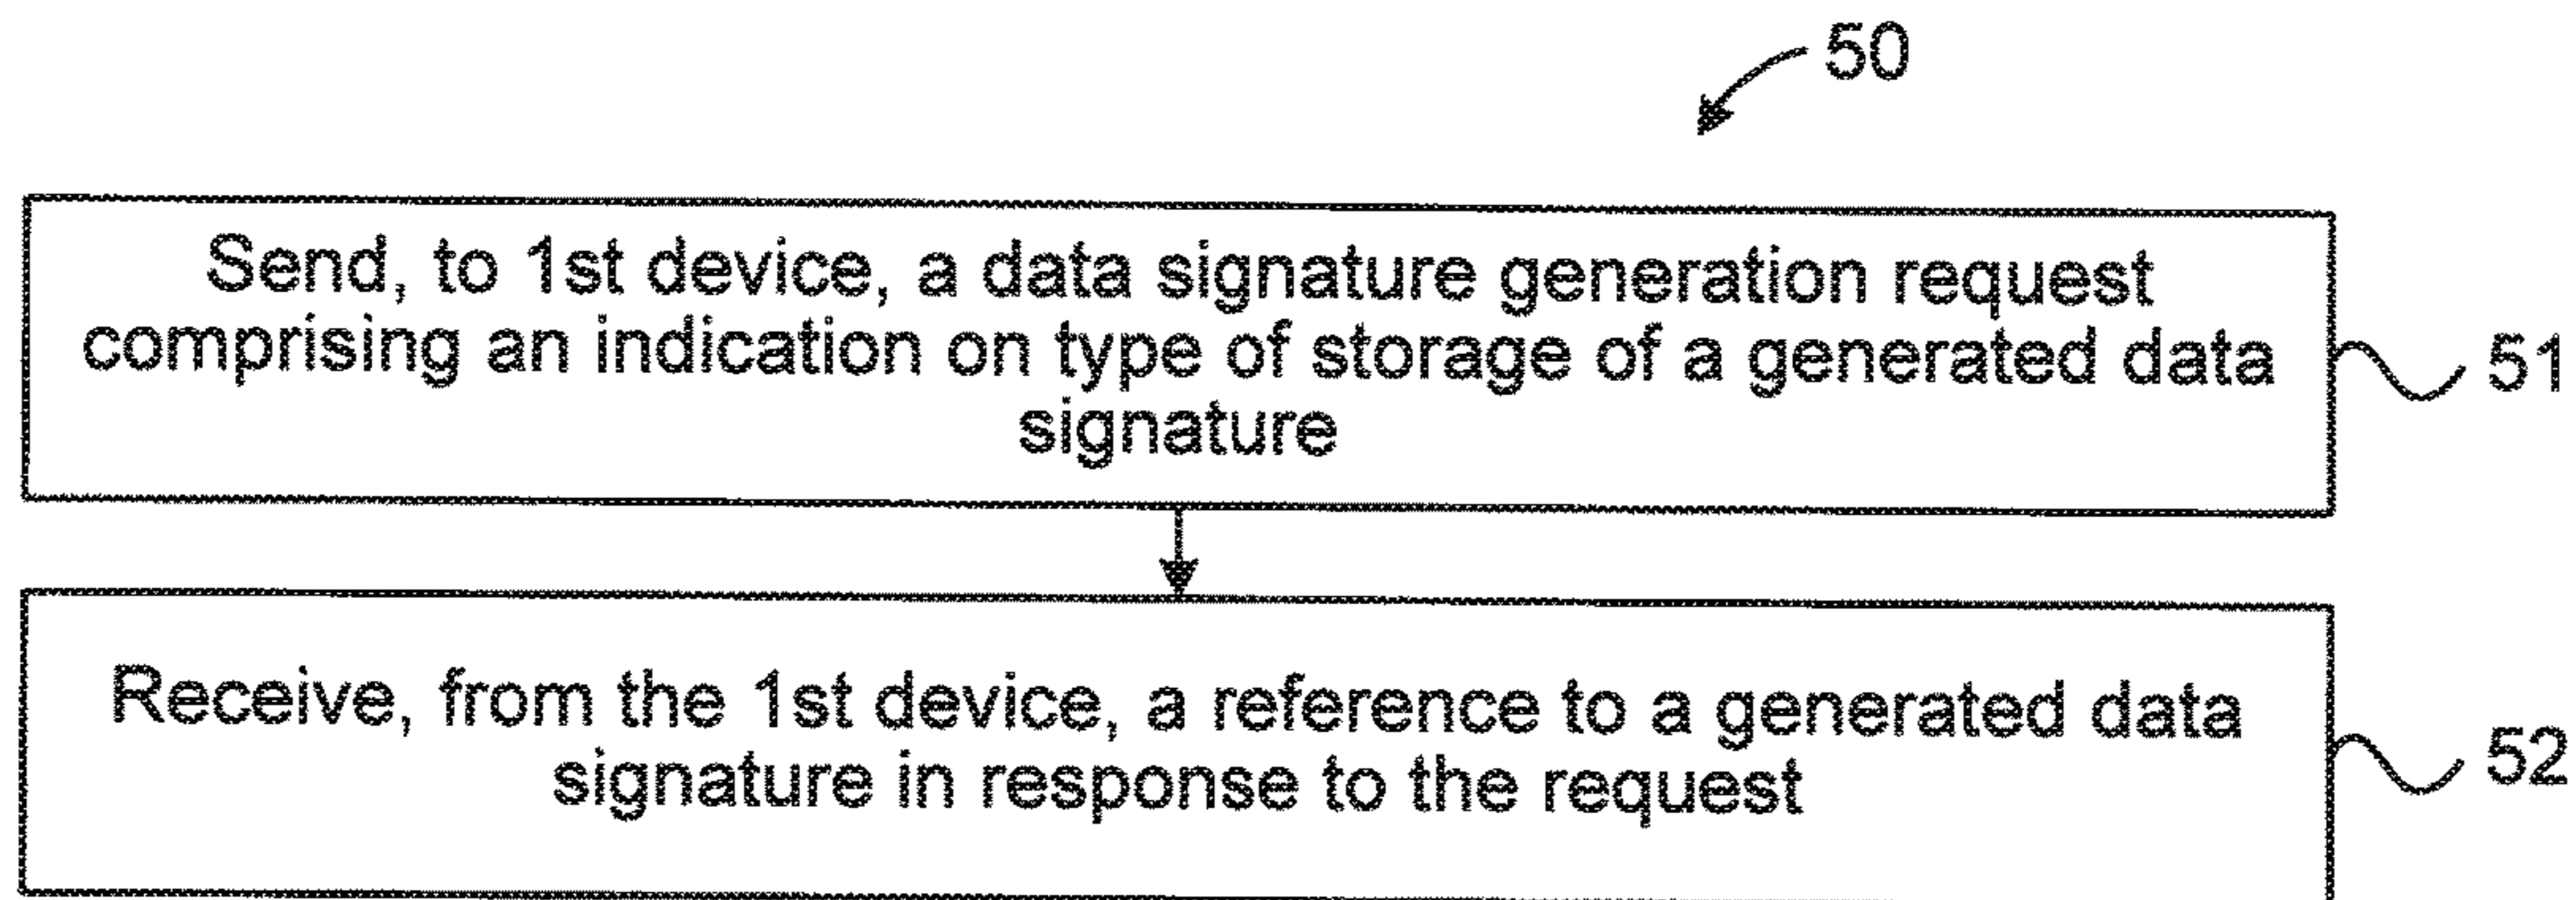 50
Send, to 1st device, a data signature generation request
comprising an indication on type of storage of a generated data
signature
51
Receive, from the 1st device, a reference to a generated data
signature in response to the request
52